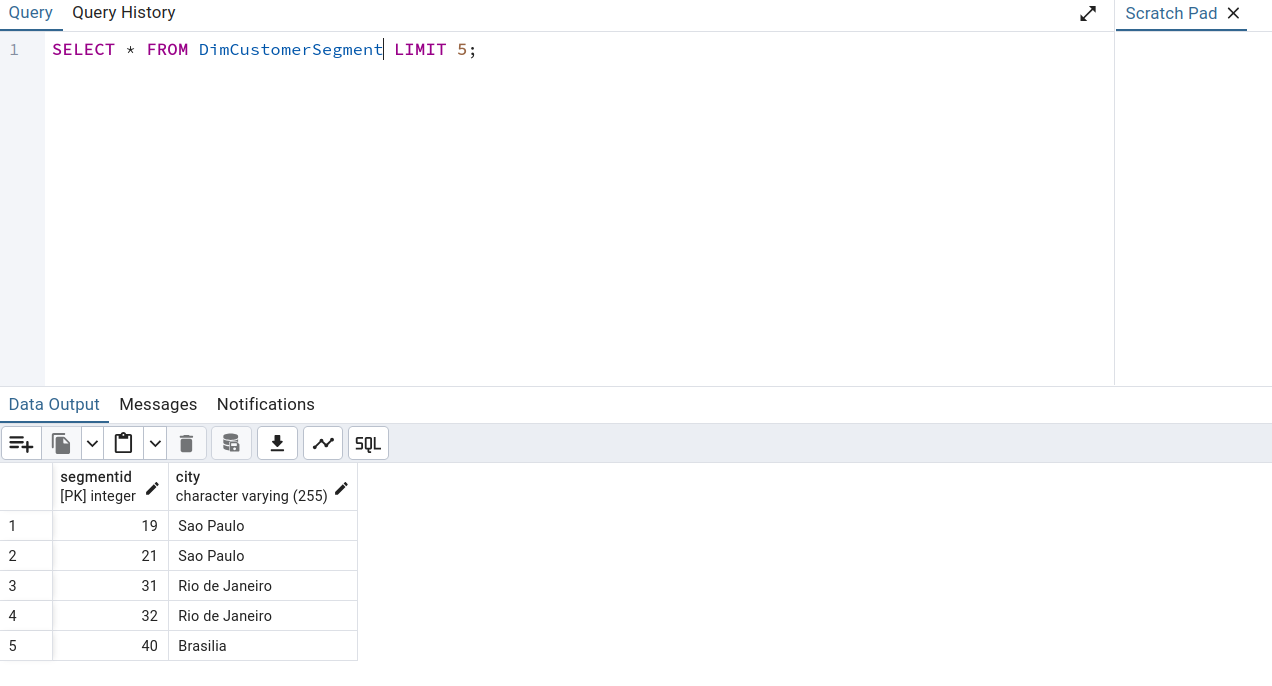 Query Query History Scratch Pad
1 SELECT * FROM DimCustomerSegment LIMIT 5;
Data Output Messages Notifications
SQL
segmentid city
[PK] integer character varying (255)
1 19 Sao Paulo
2 21 Sao Paulo
3 31 Rio de Janeiro
4 32 Rio de Janeiro
5 40 Brasilia